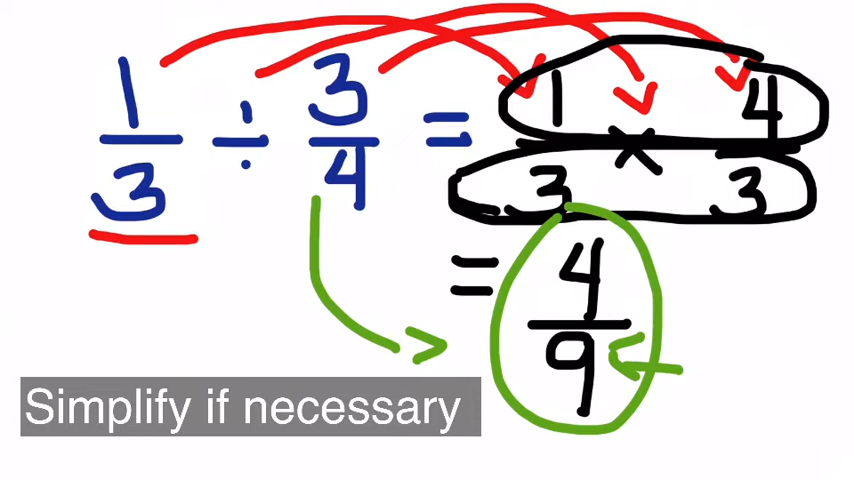 1/3 ÷ 3/4 = 1/3 × 4/3
= 4/9
Simplify if necessary